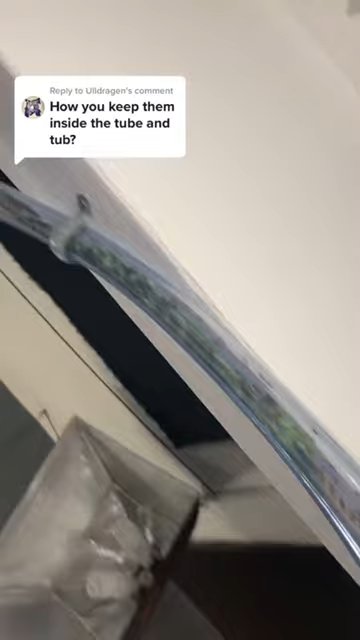 Reply to Ulldragen's comment
How you keep them
inside the tube and
tub?